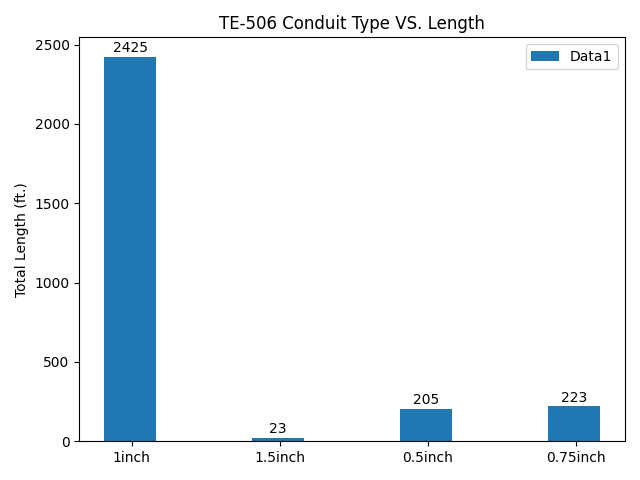 TE-506 Conduit Type VS. Length
Data1
Total Length (ft.)
2500
2000
1500
1000
500
0
2425
23
205
223
1inch
1.5inch
0.5inch
0.75inch